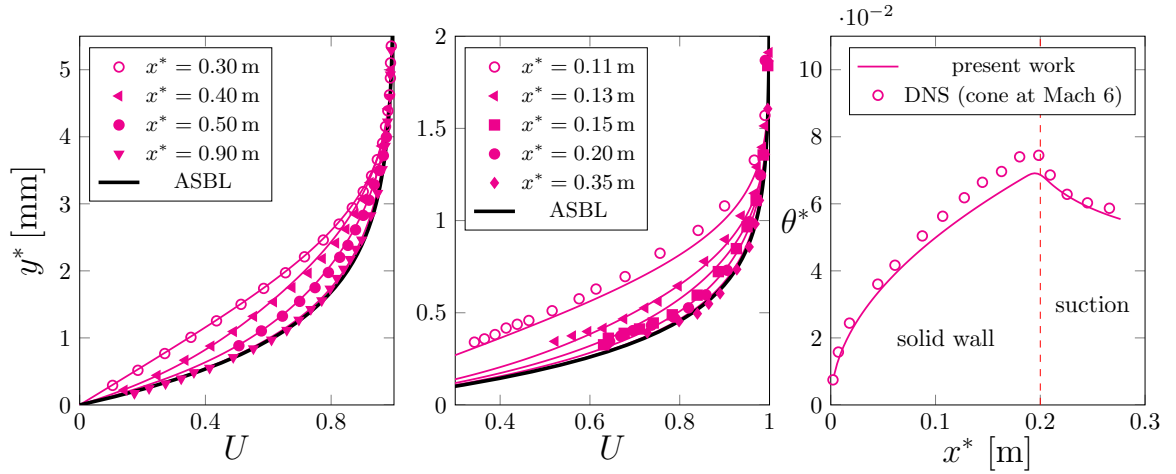 y* [mm]
5
4
3
2
1
0
0
0.4
0.8
U
x* = 0.30 m
x* = 0.40 m
x* = 0.50 m
x* = 0.90 m
ASBL
2
1.5
1
0.5
0
0.4
0.6
0.8
1
U
x* = 0.11 m
x* = 0.13 m
x* = 0.15 m
x* = 0.20 m
x* = 0.35 m
ASBL
·10⁻²
θ*
10
8
6
4
2
0
0
0.1
0.2
0.3
x* [m]
present work
DNS (cone at Mach 6)
solid wall
suction